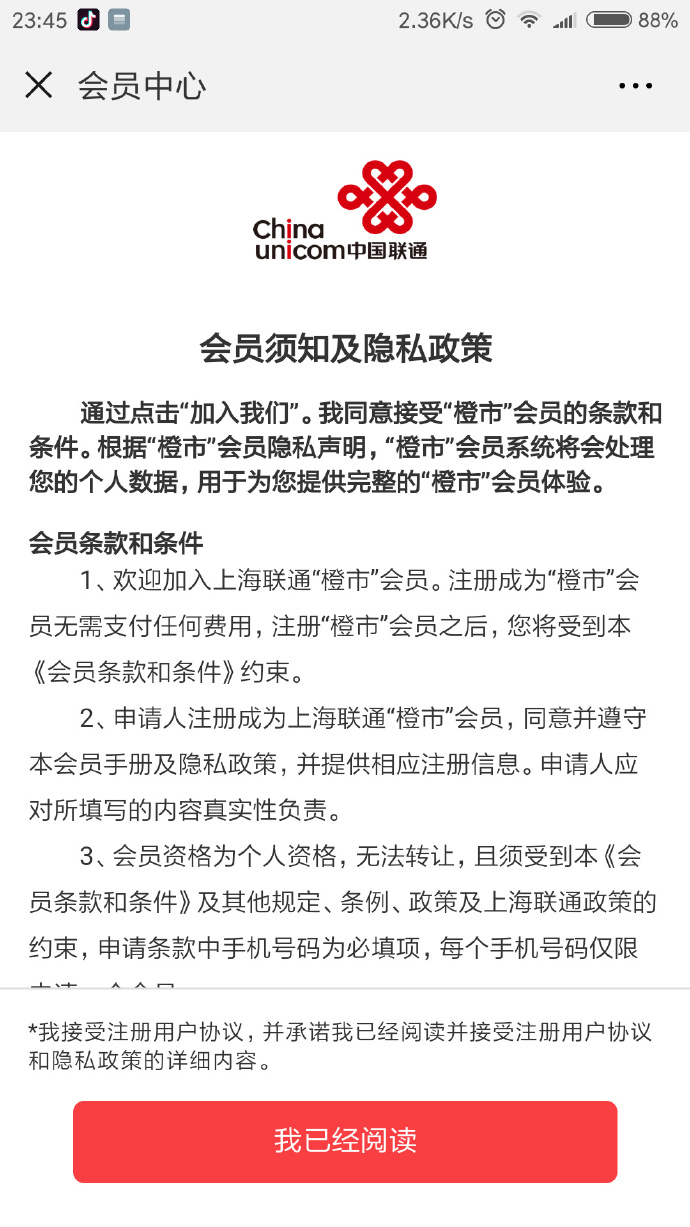 23:45
2.36K/s
88%
会员中心
China
unicom中国联通
会员须知及隐私政策
通过点击“加入我们”。我同意接受“橙市”会员的条款和
条件。根据“橙市”会员隐私声明，“橙市”会员系统将会处理
您的个人数据，用于为您提供完整的“橙市”会员体验。
会员条款和条件
1、欢迎加入上海联通“橙市”会员。注册成为“橙市”会
员无需支付任何费用，注册“橙市”会员之后，您将受到本
《会员条款和条件》约束。
2、申请人注册成为上海联通“橙市”会员，同意并遵守
本会员手册及隐私政策，并提供相应注册信息。申请人应
对所填写的内容真实性负责。
3、会员资格为个人资格，无法转让，且须受到本《会
员条款和条件》及其他规定、条例、政策及上海联通政策的
约束，申请条款中手机号码为必填项，每个手机号码仅限
*我接受注册用户协议，并承诺我已经阅读并接受注册用户协议
和隐私政策的详细内容。
我已经阅读